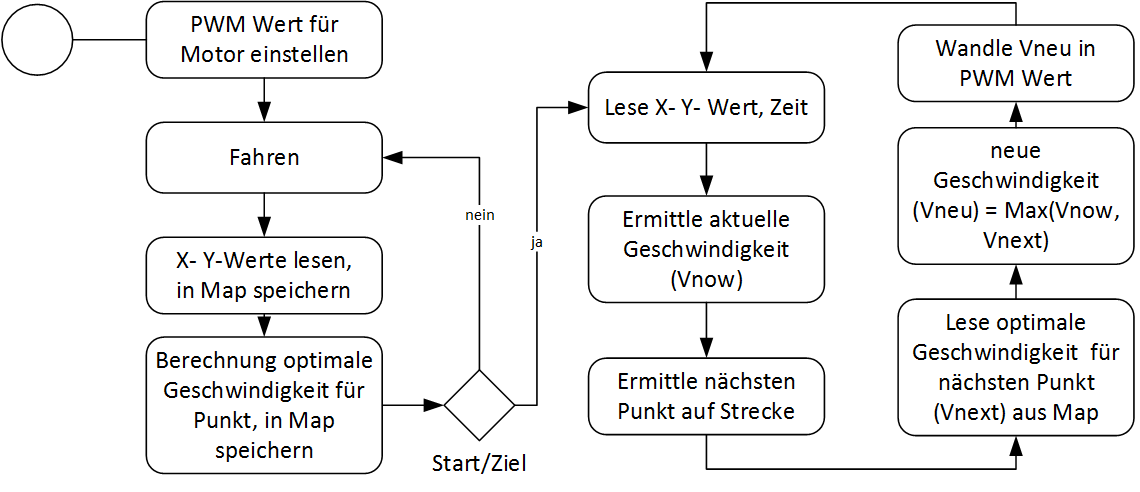 PWM Wert für
Motor einstellen
Fahren
X- Y-Werte lesen,
in Map speichern
Berechnung optimale
Geschwindigkeit für
Punkt, in Map
speichern
Start/Ziel
nein
ja
Lese X- Y- Wert, Zeit
Ermittle aktuelle
Geschwindigkeit
(Vnow)
Ermittle nächsten
Punkt auf Strecke
Lese optimale
Geschwindigkeit für
nächsten Punkt
(Vnext) aus Map
neue
Geschwindigkeit
(Vneu) = Max(Vnow,
Vnext)
Wandle Vneu in
PWM Wert